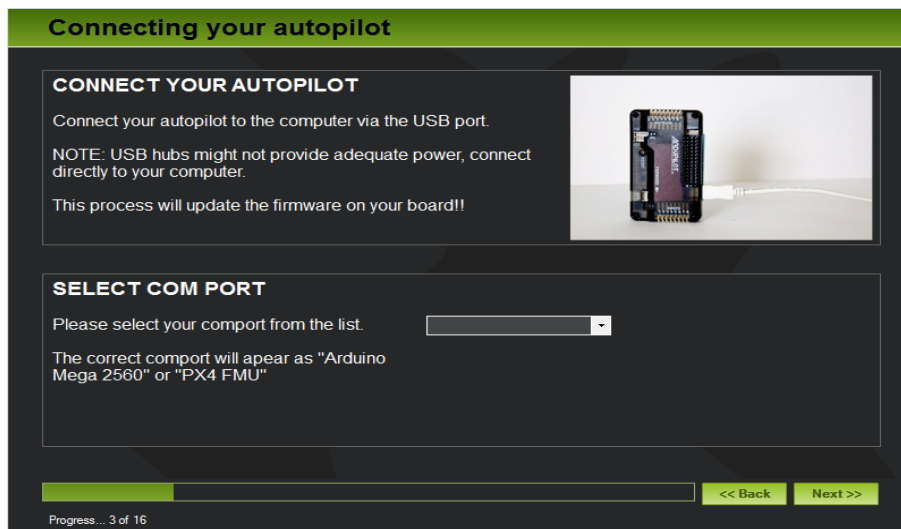 Connecting your autopilot
CONNECT YOUR AUTOPILOT
Connect your autopilot to the computer via the USB port.
NOTE: USB hubs might not provide adequate power, connect
directly to your computer.
This process will update the firmware on your board!!
SELECT COM PORT
Please select your comport from the list.
The correct comport will apear as "Arduino
Mega 2560" or "PX4 FMU"
<< Back
Next >>
Progress... 3 of 16